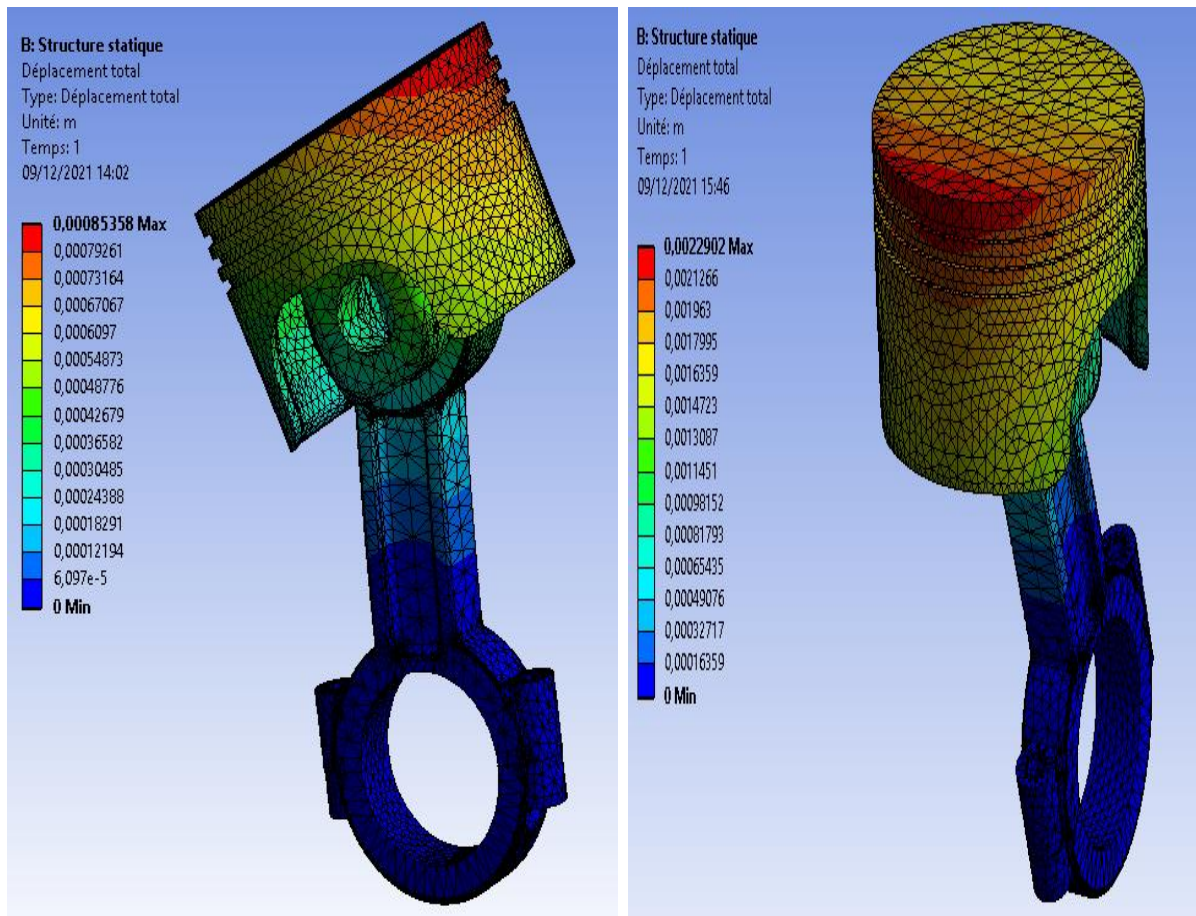 B: Structure statique
Déplacement total
Type: Déplacement total
Unité: m
Temps: 1
09/12/2021 14:02
0,00085358 Max
0,00079261
0,00073164
0,00067067
0,0006097
0,00054873
0,00048776
0,00042679
0,00036582
0,00030485
0,00024388
0,00018291
0,00012194
6,097e-5
0 Min
B: Structure statique
Déplacement total
Type: Déplacement total
Unité: m
Temps: 1
09/12/2021 15:46
0,0022902 Max
0,0021266
0,001963
0,0017995
0,0016359
0,0014723
0,0013087
0,0011451
0,00098152
0,00081793
0,00065435
0,00049076
0,00032717
0,00016359
0 Min